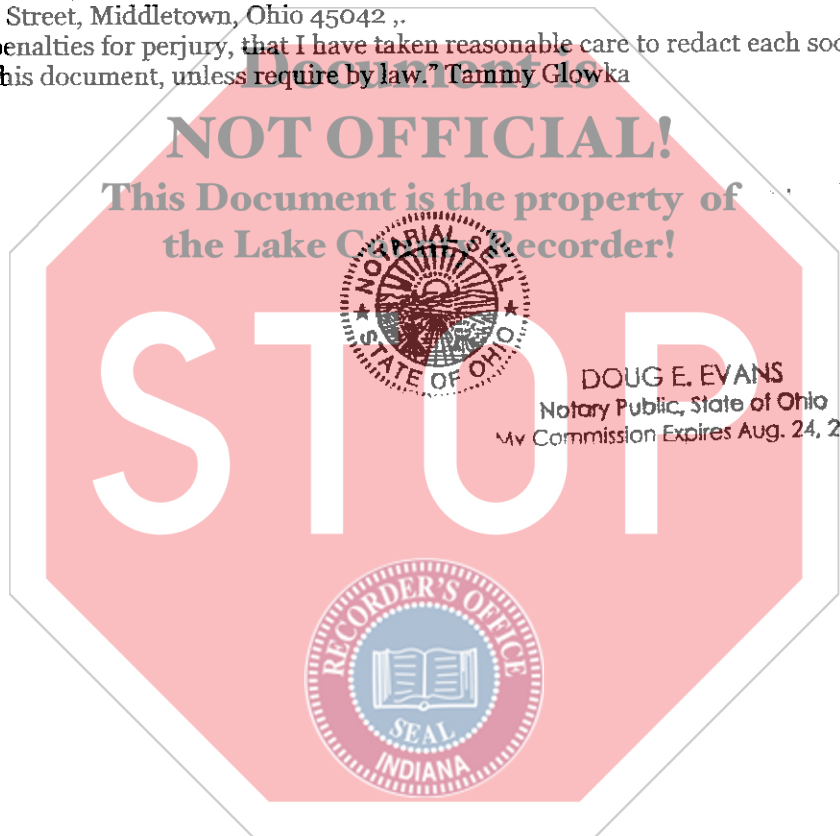 Street, Middletown, Ohio 45042 ,.
penalties for perjury, that I have taken reasonable care to redact each soc
this document, unless require by law." Tammy Glowka
Document is
NOT OFFICIAL!
This Document is the property of
the Lake County Recorder!
NOTARIAL SEAL
STATE OF OHIO
STOP
DOUG E. EVANS
Notary Public, State of Ohio
My Commission Expires Aug. 24, 2
RECORDER'S OFFICE
SEAL
INDIANA